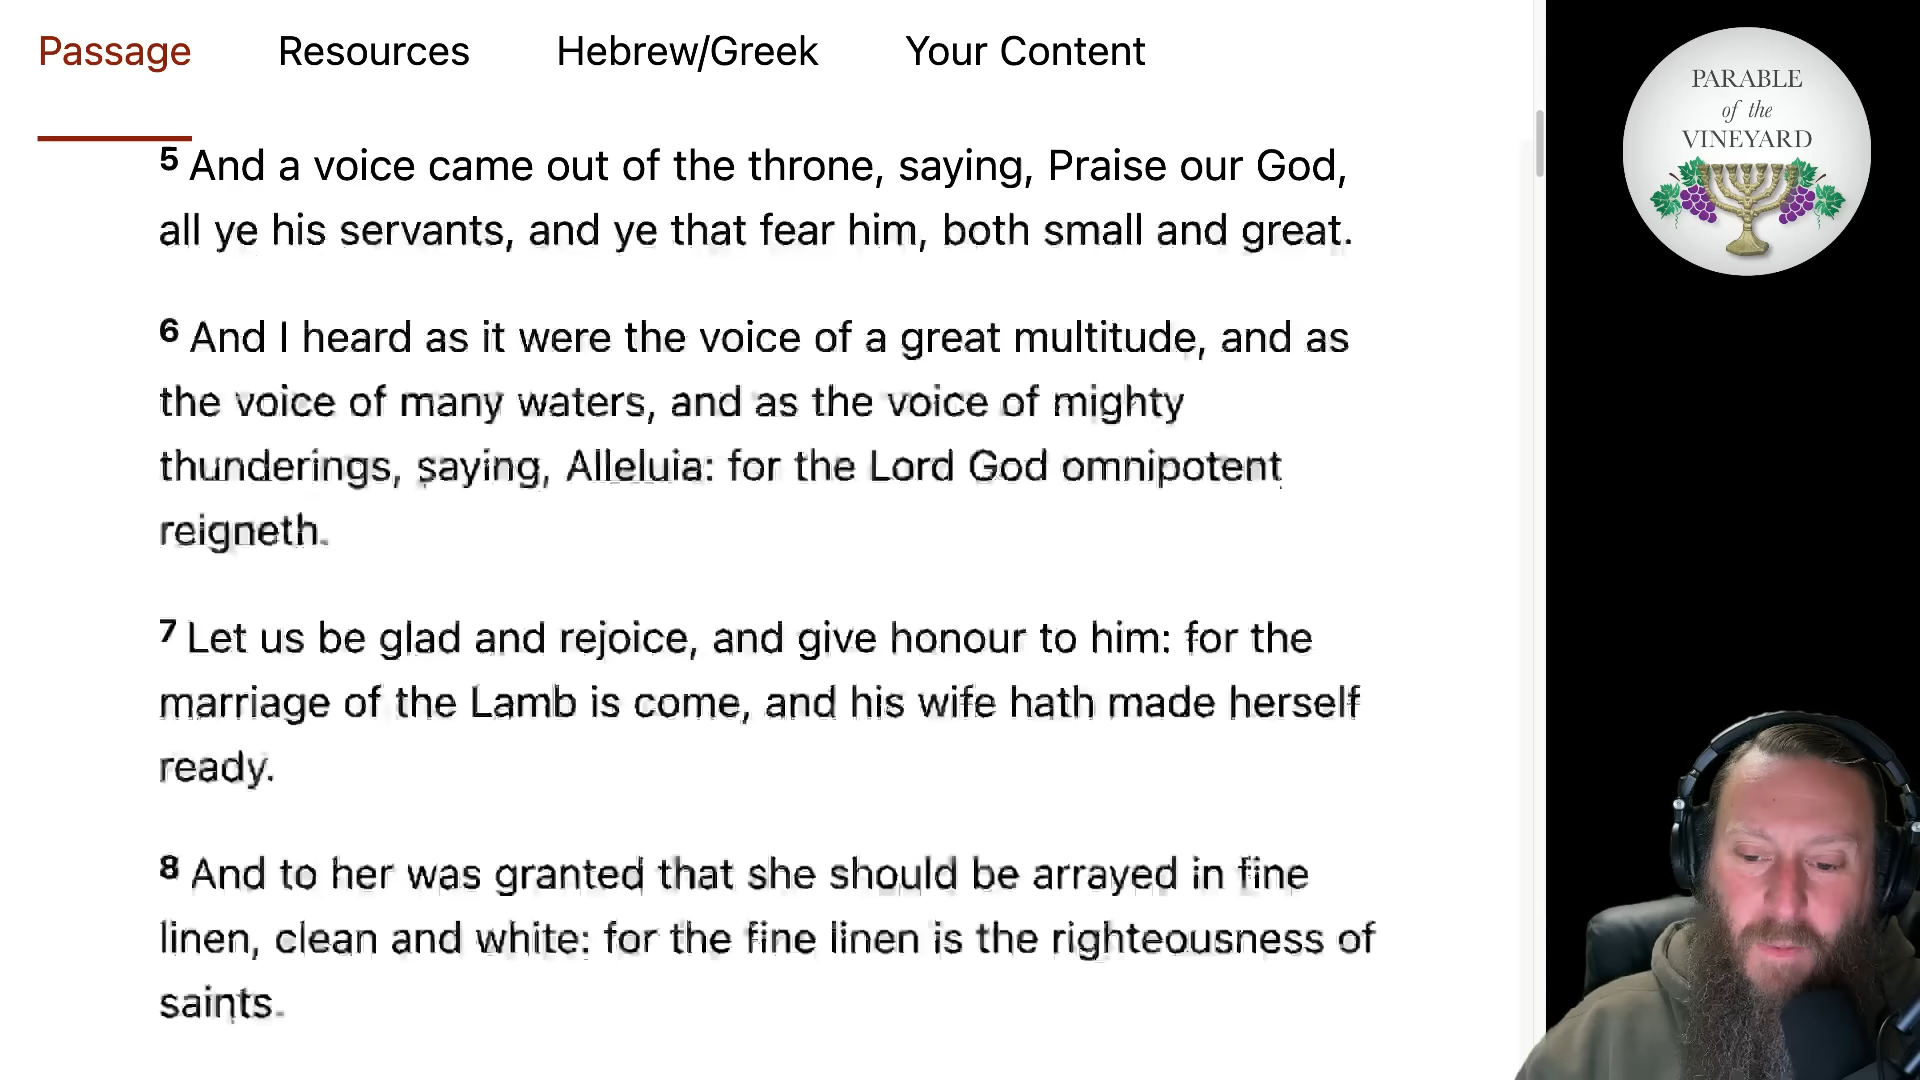 Passage Resources Hebrew/Greek Your Content
PARABLE
of the
VINEYARD
5 And a voice came out of the throne, saying, Praise our God,
all ye his servants, and ye that fear him, both small and great.
6 And I heard as it were the voice of a great multitude, and as
the voice of many waters, and as the voice of mighty
thunderings, saying, Alleluia: for the Lord God omnipotent
reigneth.
7 Let us be glad and rejoice, and give honour to him: for the
marriage of the Lamb is come, and his wife hath made herself
ready.
8 And to her was granted that she should be arrayed in fine
linen, clean and white: for the fine linen is the righteousness of
saints.